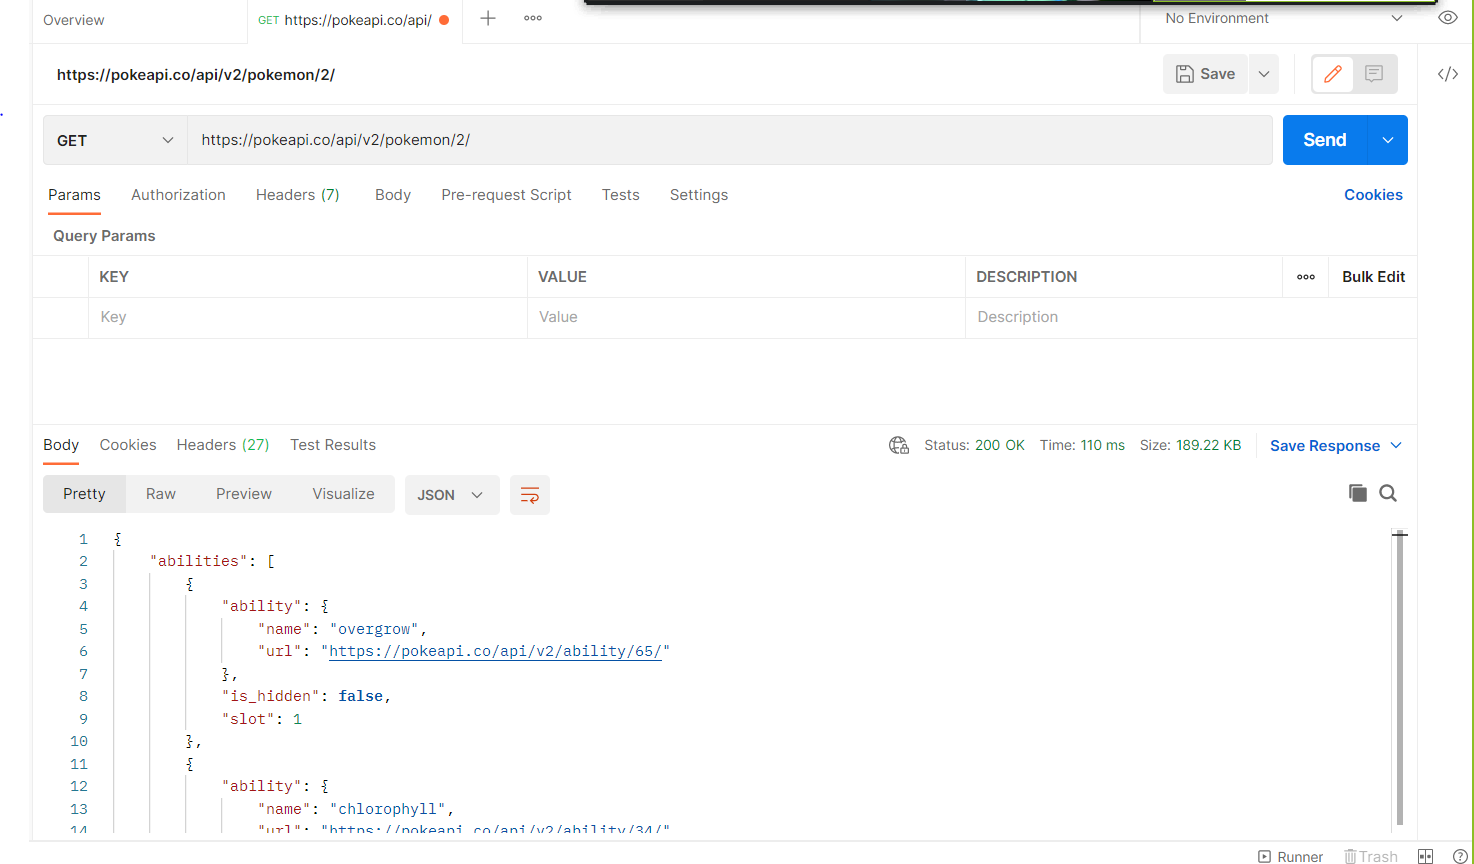 Overview
GET https://pokeapi.co/api/
No Environment
https://pokeapi.co/api/v2/pokemon/2/
Save
</>
GET
https://pokeapi.co/api/v2/pokemon/2/
Send
Params Authorization Headers (7) Body Pre-request Script Tests Settings Cookies
Query Params
KEY VALUE DESCRIPTION Bulk Edit
Key Value Description
Body Cookies Headers (27) Test Results Status: 200 OK Time: 110 ms Size: 189.22 KB Save Response
Pretty Raw Preview Visualize JSON
1 {
2 "abilities": [
3 {
4 "ability": {
5 "name": "overgrow",
6 "url": "https://pokeapi.co/api/v2/ability/65/"
7 },
8 "is_hidden": false,
9 "slot": 1
10 },
11 {
12 "ability": {
13 "name": "chlorophyll",
14 "url": "https://pokeapi.co/api/v2/ability/34/"
Runner Trash